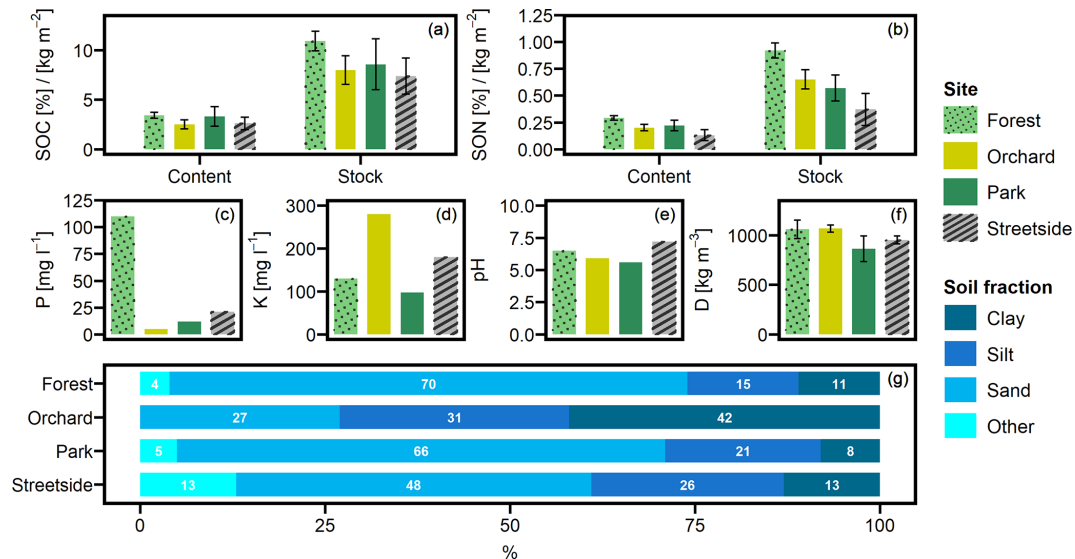 SOC [%] / [kg m⁻²]
10
5
0
(a)
Content
Stock
SON [%] / [kg m⁻²]
1.25
1.00
0.75
0.50
0.25
0.00
(b)
Content
Stock
P [mg l⁻¹]
125
100
75
50
25
0
(c)
K [mg l⁻¹]
300
200
100
0
(d)
pH
10.0
7.5
5.0
2.5
0.0
(e)
D [kg m⁻³]
1000
500
0
(f)
(g)
Forest 4 70 15 11
Orchard 27 31 42
Park 5 66 21 8
Streetside 13 48 26 13
0 25 50 75 100
%
Site
Forest
Orchard
Park
Streetside
Soil fraction
Clay
Silt
Sand
Other